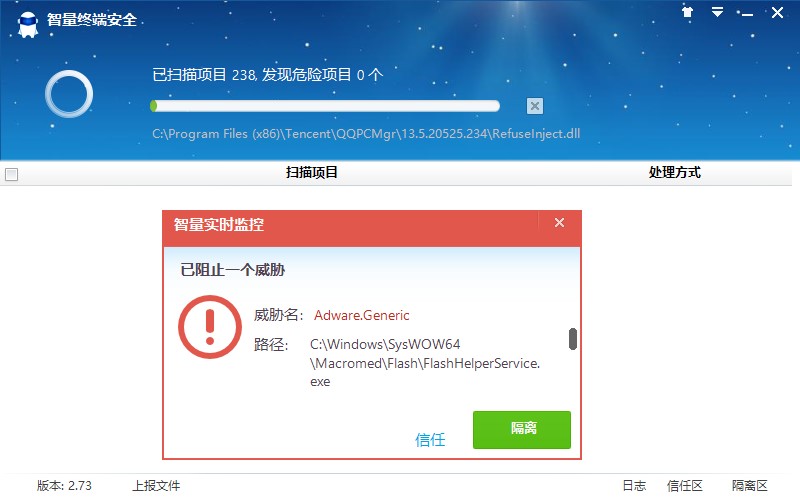 智量终端安全
已扫描项目 238, 发现危险项目 0 个
C:\Program Files (x86)\Tencent\QQPCMgr\13.5.20525.234\RefuseInject.dll
扫描项目 处理方式
智量实时监控
已阻止一个威胁
威胁名: Adware.Generic
路径: C:\Windows\SysWOW64
\Macromed\Flash\FlashHelperService.
exe
信任 隔离
版本: 2.73 上报文件 日志 信任区 隔离区